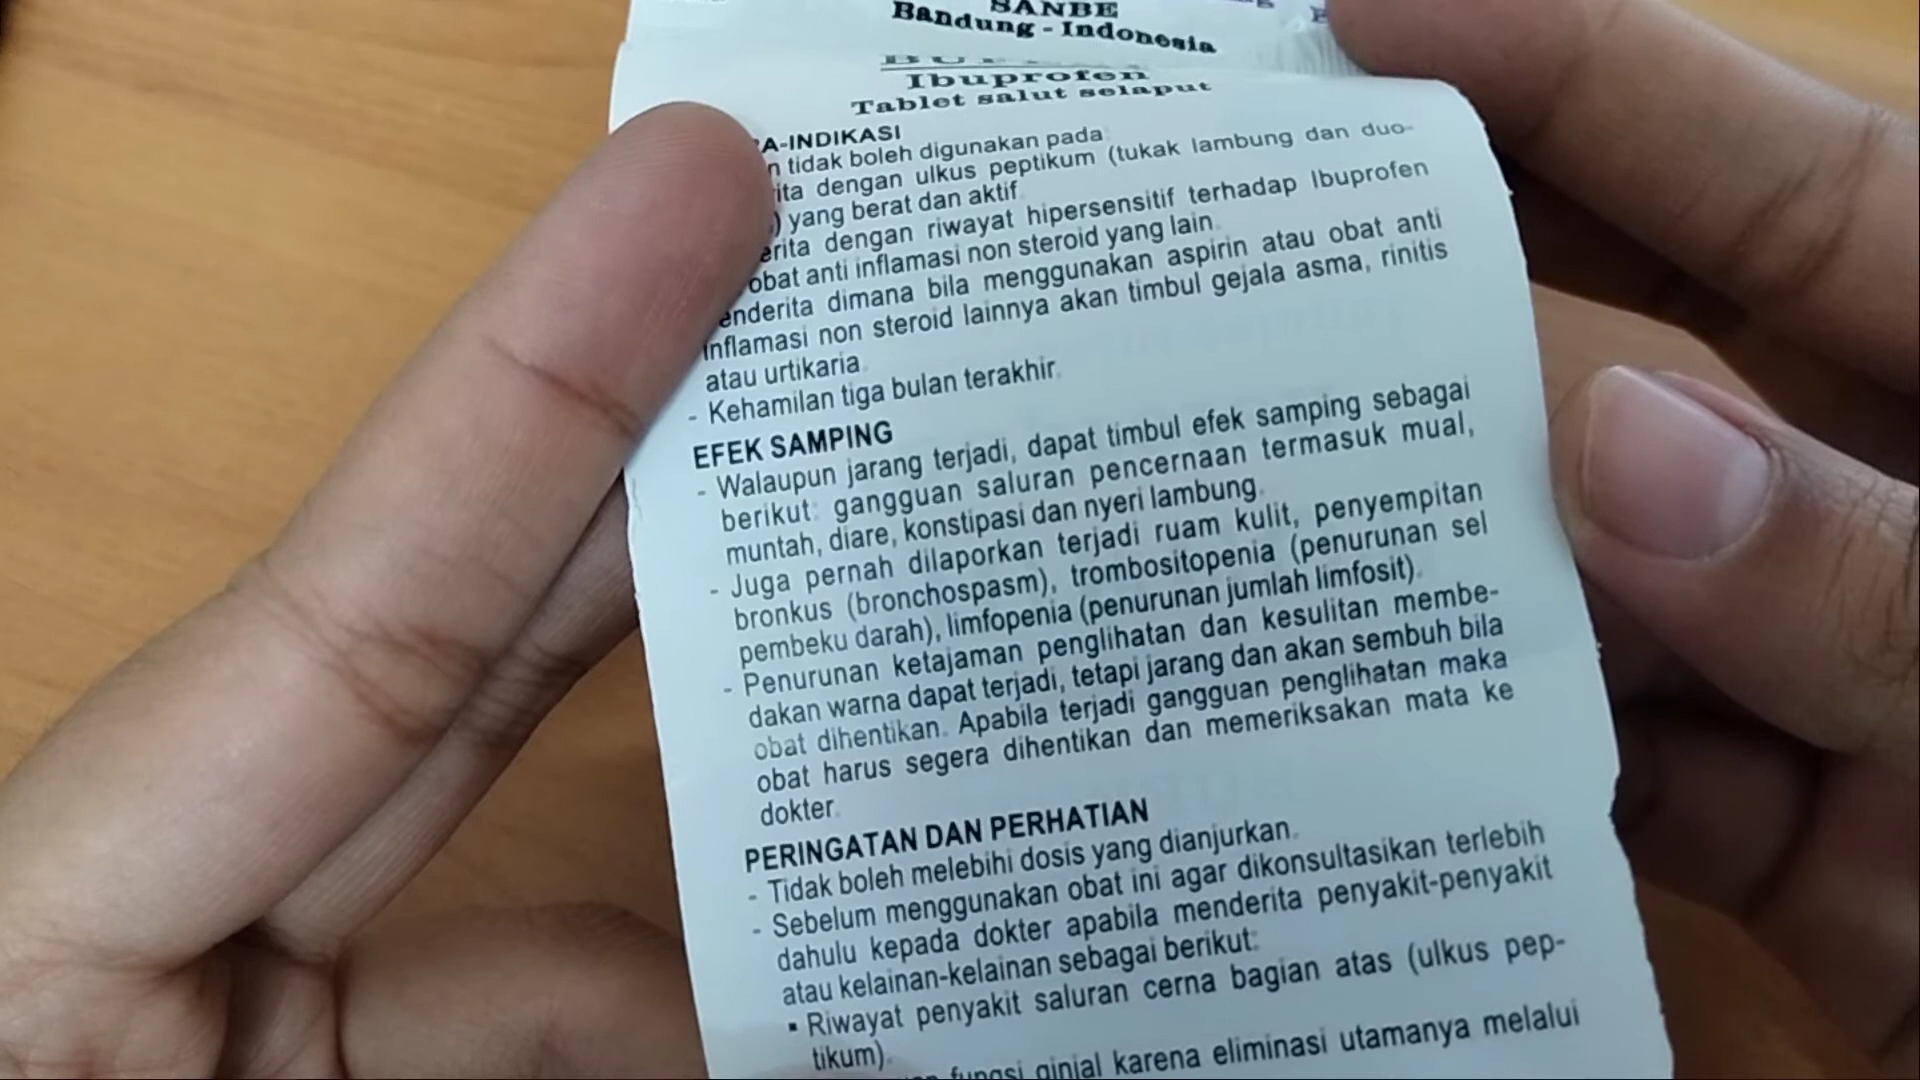 SANBE
Bandung - Indonesia
Ibuprofen
Tablet salut selaput
A-INDIKASI
tidak boleh digunakan pada
dengan ulkus peptikum (tukak lambung dan duo-
) yang berat dan aktif.
dengan riwayat hipersensitif terhadap Ibuprofen
obat anti inflamasi non steroid yang lain.
enderita dimana bila menggunakan aspirin atau obat anti
inflamasi non steroid lainnya akan timbul gejala asma, rinitis
atau urtikaria.
- Kehamilan tiga bulan terakhir.
EFEK SAMPING
- Walaupun jarang terjadi, dapat timbul efek samping sebagai
berikut: gangguan saluran pencernaan termasuk mual,
muntah, diare, konstipasi dan nyeri lambung.
- Juga pernah dilaporkan terjadi ruam kulit, penyempitan
bronkus (bronchospasm), trombositopenia (penurunan sel
pembeku darah), limfopenia (penurunan jumlah limfosit).
- Penurunan ketajaman penglihatan dan kesulitan membe-
dakan warna dapat terjadi, tetapi jarang dan akan sembuh bila
obat dihentikan. Apabila terjadi gangguan penglihatan maka
obat harus segera dihentikan dan memeriksakan mata ke
dokter.
PERINGATAN DAN PERHATIAN
- Tidak boleh melebihi dosis yang dianjurkan.
- Sebelum menggunakan obat ini agar dikonsultasikan terlebih
dahulu kepada dokter apabila menderita penyakit-penyakit
atau kelainan-kelainan sebagai berikut:
▪ Riwayat penyakit saluran cerna bagian atas (ulkus pep-
tikum).
fungsi ginjal karena eliminasi utamanya melalui